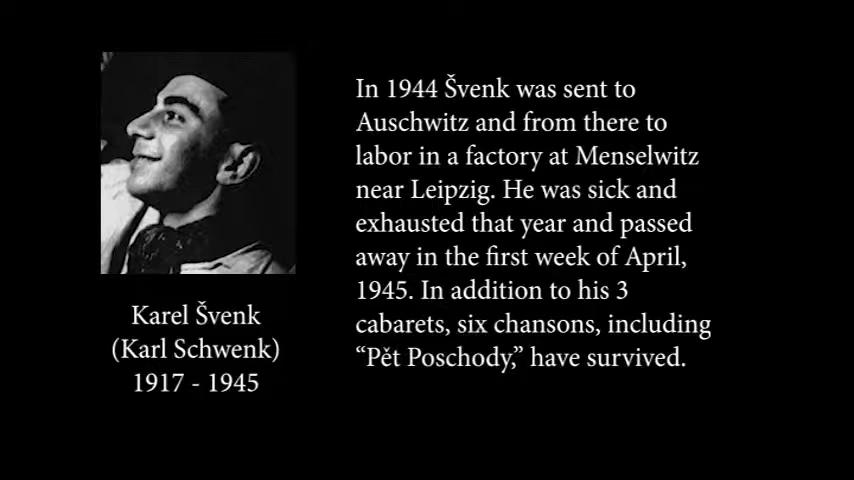 Karel Švenk
(Karl Schwenk)
1917 - 1945
In 1944 Švenk was sent to
Auschwitz and from there to
labor in a factory at Menselwitz
near Leipzig. He was sick and
exhausted that year and passed
away in the first week of April,
1945. In addition to his 3
cabarets, six chansons, including
“Pět Poschody,” have survived.